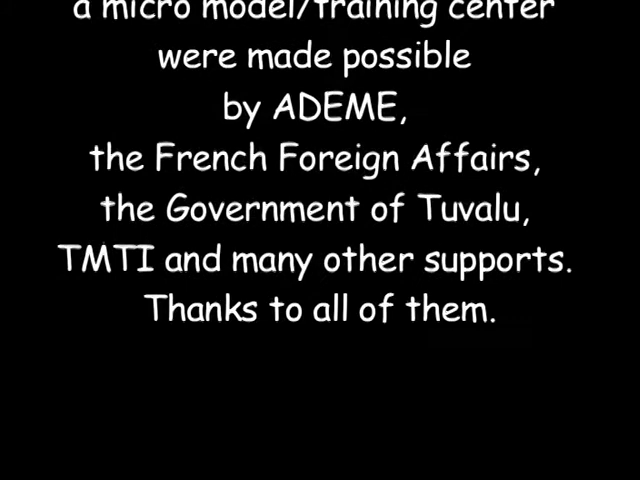 a micro model/training center
were made possible
by ADEME,
the French Foreign Affairs,
the Government of Tuvalu,
TMTI and many other supports.
Thanks to all of them.